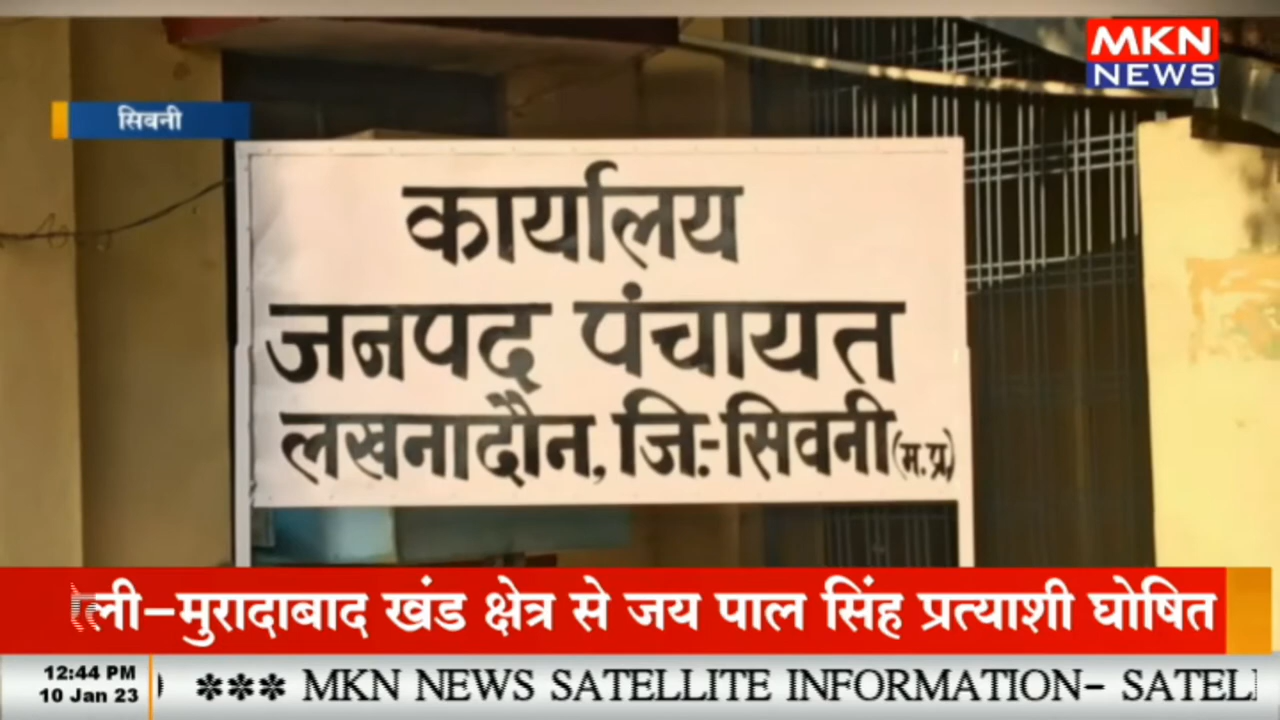 MKN
NEWS
सिवनी
कार्यालय
जनपद पंचायत
लखनादौन, जि:-सिवनी(म.प्र.)
ली-मुरादाबाद खंड क्षेत्र से जय पाल सिंह प्रत्याशी घोषित
12:44 PM
10 Jan 23
) *** MKN NEWS SATELLITE INFORMATION- SATELI